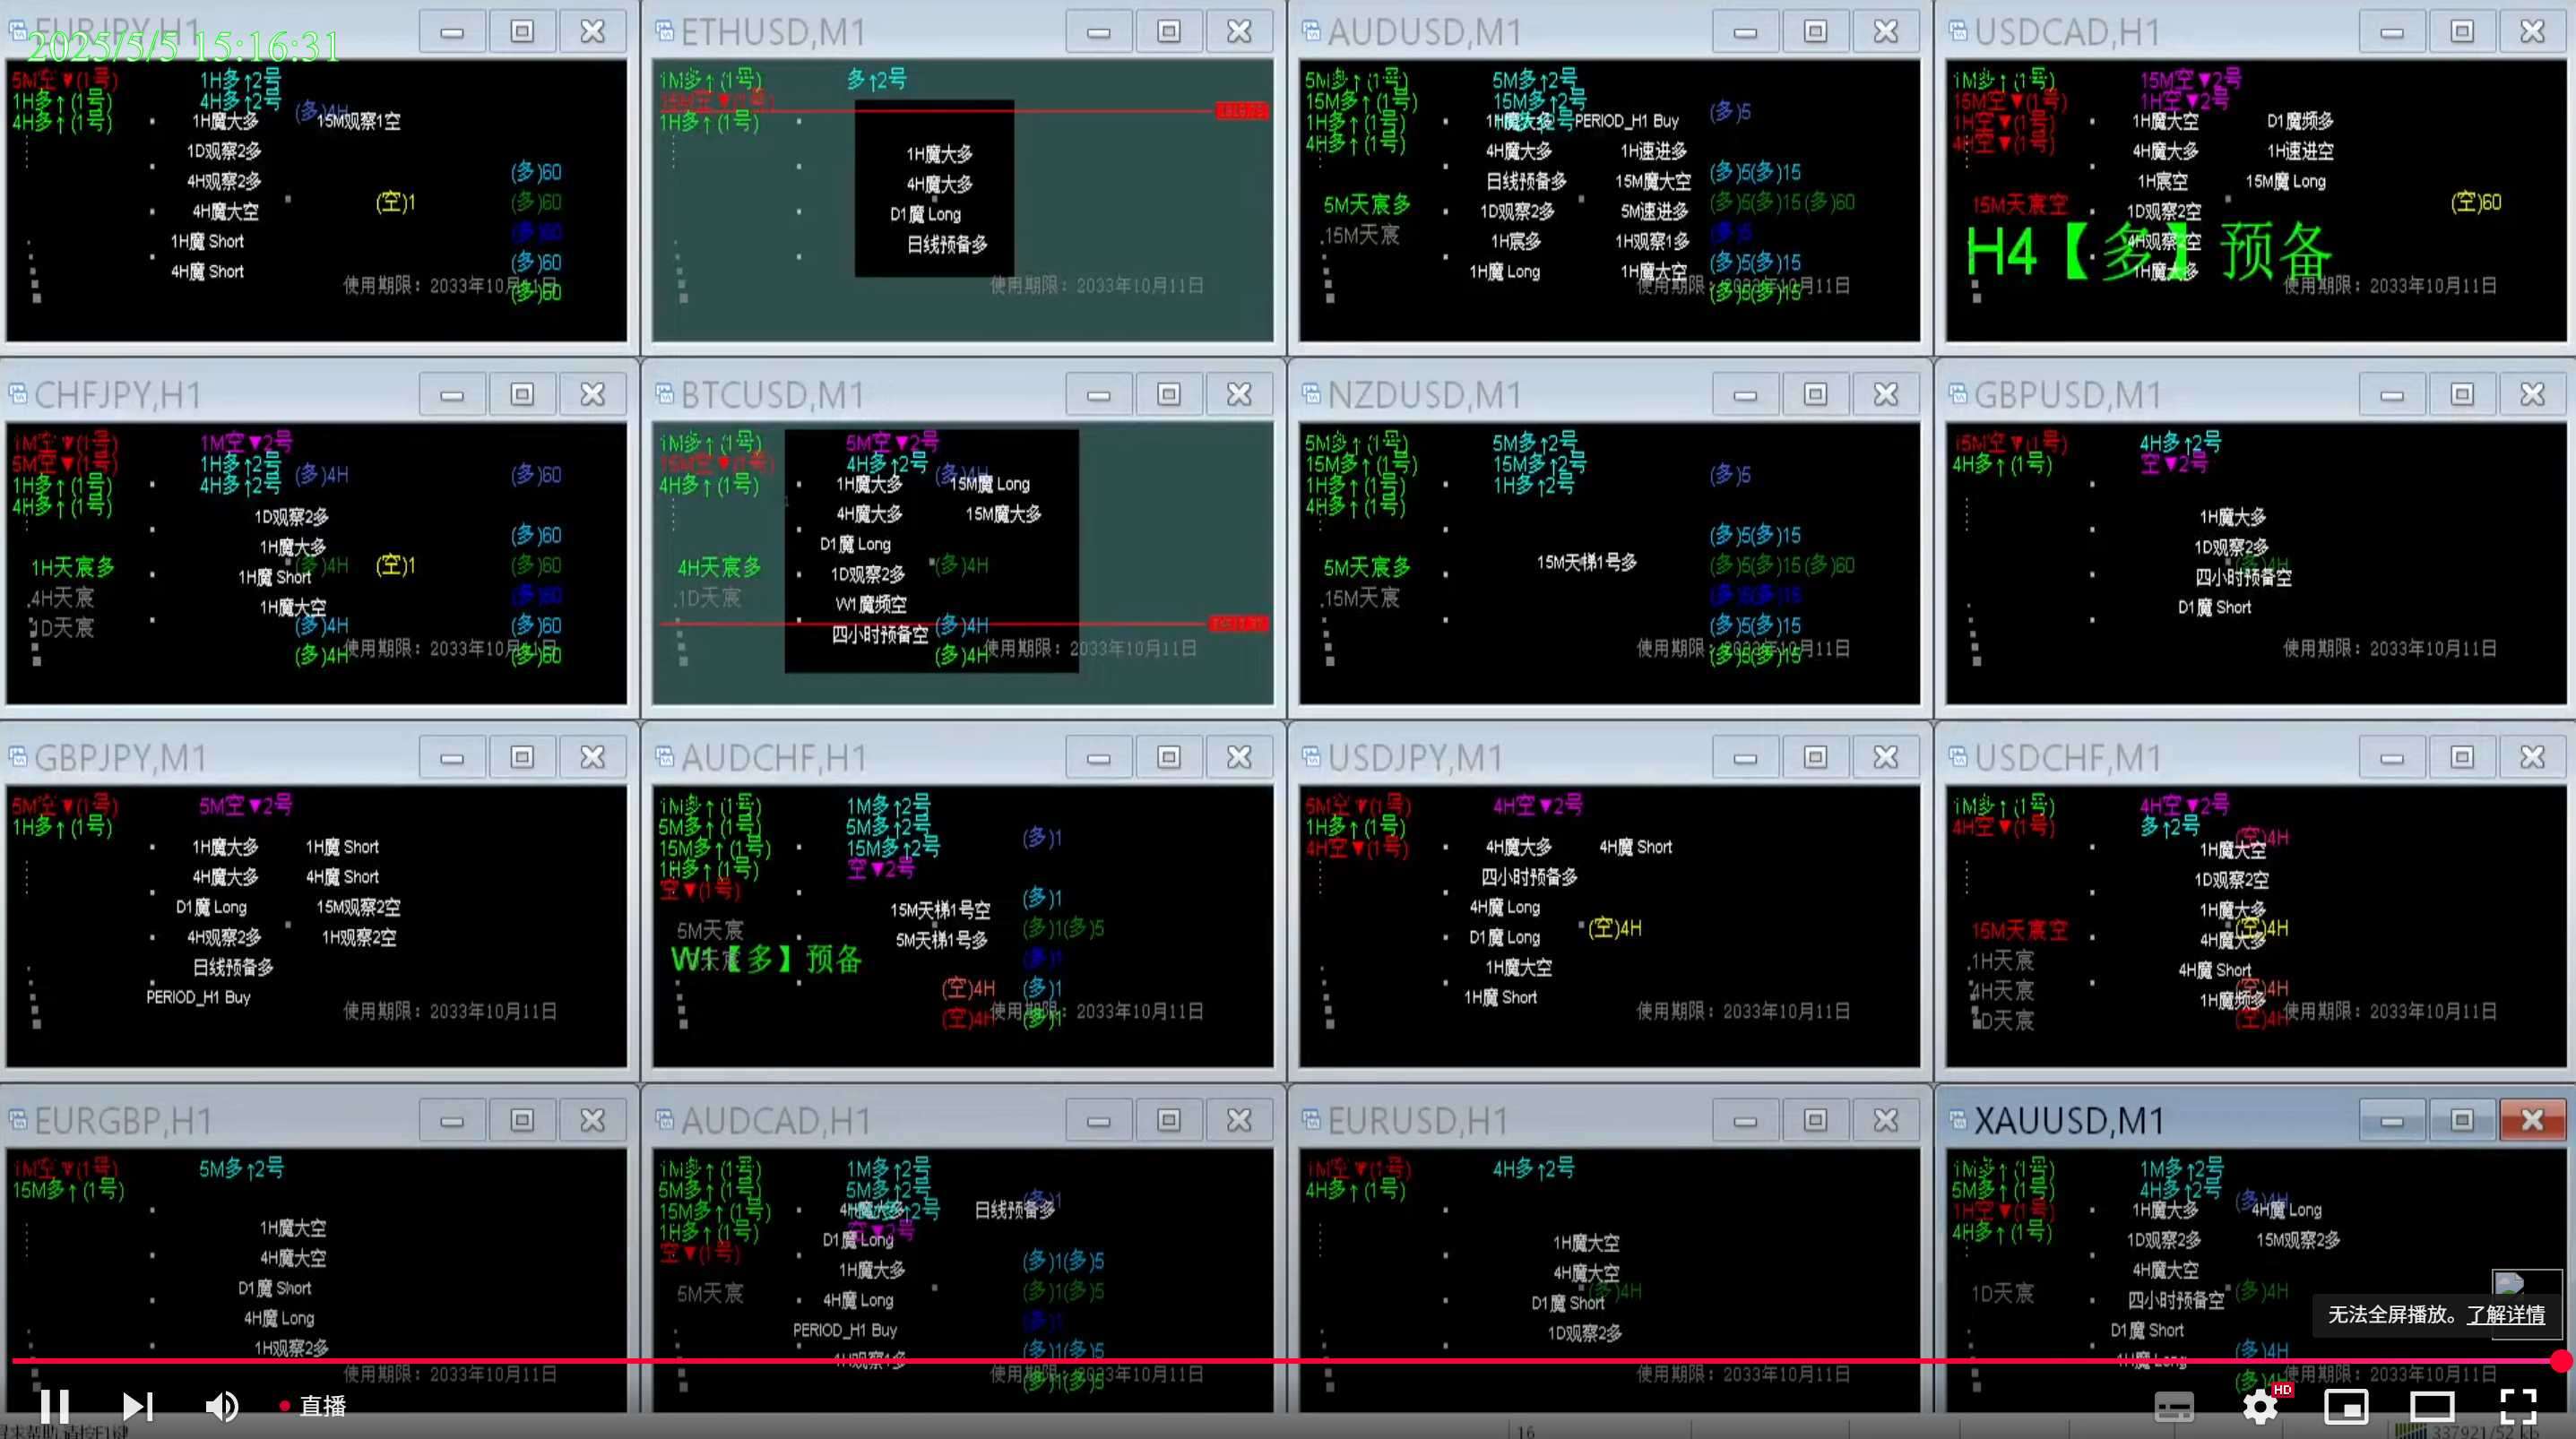 EURJPY,H1
2025/5/5 15:16:31
5M空▼(1号) 1H多↑2号
1H多↑(1号) 4H多↑2号
4H多↑(1号) (多)4H
1H魔大多 15M观察1空
1D观察2多
(多)60
4H观察2多
(空)1 (多)60
4H魔大空
(多)60
1H魔 Short
(多)60
4H魔 Short
使用期限：2033年10月11日
(多)60
ETHUSD,M1
1M多↑(1号) 多↑2号
15M空▼(1号)
1H多↑(1号)
1H魔大多
4H魔大多
D1魔 Long
日线预备多
使用期限：2033年10月11日
AUDUSD,M1
5M多↑(1号) 5M多↑2号
15M多↑(1号) 15M多↑2号
(多)5
1H多↑(1号) 1H魔大多 PERIOD_H1 Buy
4H多↑(1号)
4H魔大多 1H速进多
(多)5(多)15
日线预备多 15M魔大空
5M天宸多 (多)5(多)15(多)60
1D观察2多 5M速进多
.15M天宸 (多)5
1H宸多 1H观察1多
(多)5(多)15
1H魔 Long 1H魔大空
使用期限：2033年10月11日
(多)5(多)15
USDCAD,H1
1M多↑(1号) 15M空▼2号
15M空▼(1号) 1H空▼2号
1H空▼(1号) 1H魔大空 D1魔频多
4H空▼(1号)
4H魔大多 1H速进空
1H宸空 15M魔 Long
15M天宸空 (空)60
1D观察2空
4H观察2空
H4【多】预备
1H魔大多
使用期限：2033年10月11日
CHFJPY,H1
1M空▼(1号) 1M空▼2号
5M空▼(1号) 1H多↑2号
1H多↑(1号) 4H多↑2号 (多)4H (多)60
4H多↑(1号)
1D观察2多
(多)60
1H魔大多
1H天宸多 (多)4H (空)1 (多)60
1H魔 Short
.4H天宸 (多)60
1H魔大空
1D天宸 (多)4H (多)60
使用期限：2033年10月11日
(多)4H (多)60
BTCUSD,M1
1M多↑(1号) 5M空▼2号
15M空▼(1号) 4H多↑2号
(多)4H
4H多↑(1号) 1H魔大多 15M魔 Long
4H魔大多 15M魔大多
D1魔 Long
4H天宸多 (多)4H
1D观察2多
.1D天宸
W1魔频空
四小时预备空 (多)4H
(多)4H 使用期限：2033年10月11日
NZDUSD,M1
5M多↑(1号) 5M多↑2号
15M多↑(1号) 15M多↑2号
1H多↑(1号) 1H多↑2号 (多)5
4H多↑(1号)
(多)5(多)15
5M天宸多 15M天梯1号多 (多)5(多)15(多)60
.15M天宸 (多)5(多)15
(多)5(多)15
使用期限：2033年10月11日
(多)5(多)15
GBPUSD,M1
15M空▼(1号) 4H多↑2号
4H多↑(1号) 空▼2号
1H魔大多
1D观察2多
(多)4H
四小时预备空
D1魔 Short
使用期限：2033年10月11日
GBPJPY,M1
5M空▼(1号) 5M空▼2号
1H多↑(1号)
1H魔大多 1H魔 Short
4H魔大多 4H魔 Short
D1魔 Long 15M观察2空
4H观察2多 1H观察2空
日线预备多
PERIOD_H1 Buy
使用期限：2033年10月11日
AUDCHF,H1
1M多↑(1号) 1M多↑2号
5M多↑(1号) 5M多↑2号
15M多↑(1号) 15M多↑2号 (多)1
1H多↑(1号) 空▼2号
空▼(1号)
(多)1
15M天梯1号空
5M天宸 (多)1(多)5
5M天梯1号多
W1【多】预备 (多)1
(空)4H (多)1
(空)4H 使用期限：2033年10月11日
(多)1
USDJPY,M1
5M空▼(1号) 4H空▼2号
1H多↑(1号)
4H空▼(1号) 4H魔大多 4H魔 Short
四小时预备多
4H魔 Long
(空)4H
D1魔 Long
1H魔大空
1H魔 Short
使用期限：2033年10月11日
USDCHF,M1
1M多↑(1号) 4H空▼2号
4H空▼(1号) 多↑2号
(空)4H
1H魔大空
1D观察2空
1H魔大多
15M天宸空 (空)4H
4H魔大多
.1H天宸
4H魔 Short
4H天宸 (空)4H
1H魔频多
1D天宸 (空)4H
使用期限：2033年10月11日
EURGBP,H1
1M空▼(1号) 5M多↑2号
15M多↑(1号)
1H魔大空
4H魔大空
D1魔 Short
4H魔 Long
1H观察2多
使用期限：2033年10月11日
AUDCAD,H1
1M多↑(1号) 1M多↑2号
5M多↑(1号) 5M多↑2号
(多)1
15M多↑(1号) 4H魔大多 日线预备多
1H多↑(1号) 空▼2号
D1魔 Long
空▼(1号)
(多)1(多)5
1H魔大多
5M天宸 (多)1(多)5
4H魔 Long
(多)1
PERIOD_H1 Buy
(多)1(多)5
1H观察1多
使用期限：2033年10月11日
(多)1(多)5
EURUSD,H1
1M空▼(1号) 4H多↑2号
4H多↑(1号)
1H魔大空
4H魔大空
(多)4H
D1魔 Short
1D观察2多
使用期限：2033年10月11日
XAUUSD,M1
1M多↑(1号) 1M多↑2号
5M多↑(1号) 4H多↑2号
(多)4H
1H空▼(1号) 1H魔大多 4H魔 Long
4H多↑(1号)
1D观察2多 15M观察2多
4H魔大空
1D天宸 四小时预备空 (多)4H
D1魔 Short
(多)4H
1H魔 Long
使用期限：2033年10月11日
无法全屏播放。了解详情
直播
HD
16
337921/52 kb